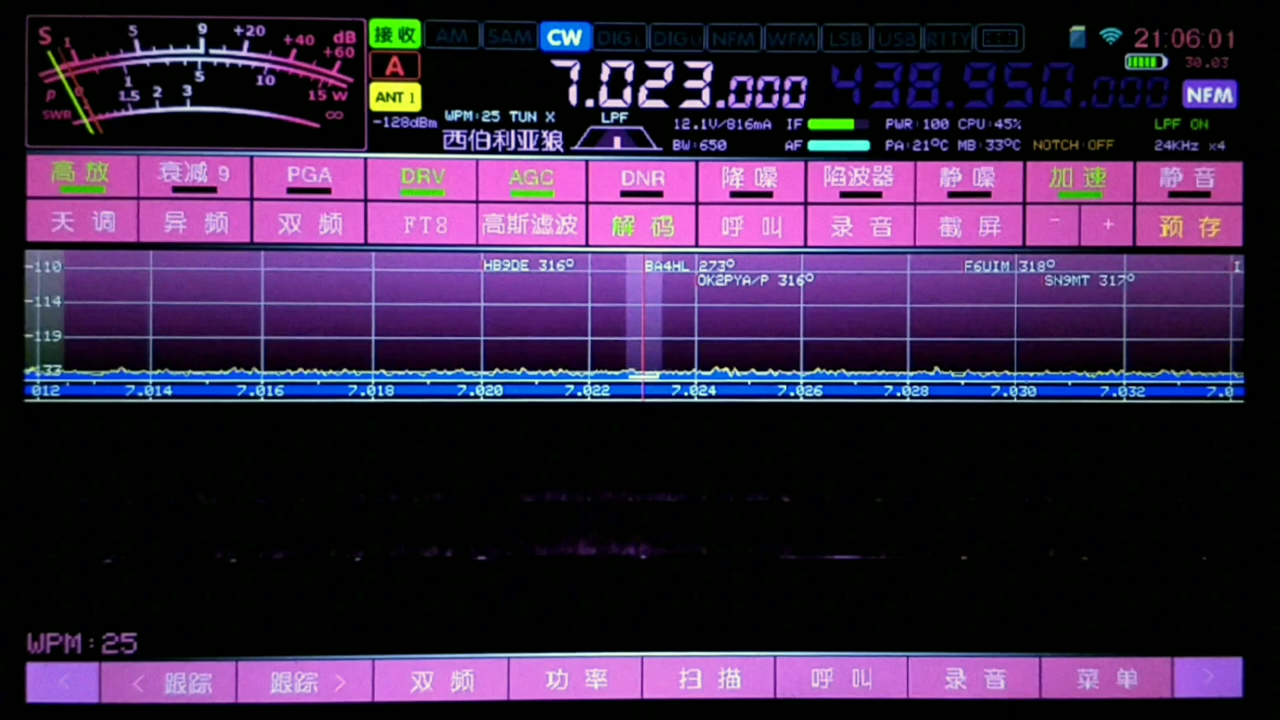 S 1 5 9 +20 +40 +60 dB
1 5 10 15 W
P 0 1.5 2 3 ∞
SWR
接收 AM SAM CW DIGL DIGU NFM WFM LSB USB RTTY
21:06:01
30.03
A
ANT 1
7.023.000 438.950.000 NFM
-128dBm WPM:25 TUN X LPF 12.1V/816mA IF PWR:100 CPU:45% LPF ON
西伯利亚狼 BW:650 AF PA:21°C MB:33°C NOTCH:OFF 24KHz x4
高放 衰减 9 PGA DRV AGC DNR 降噪 陷波器 静噪 加速 静音
天调 异频 双频 FT8 高斯滤波 解码 呼叫 录音 截屏 - + 预存
-110 HB9DE 316° BA4HL 273° F6UIM 318°
OK2PYA/P 316° SN9MT 317°
-114
-119
012 7.014 7.016 7.018 7.020 7.022 7.024 7.026 7.028 7.030 7.032 7.0
WPM:25
< < 跟踪 跟踪 > 双频 功率 扫描 呼叫 录音 菜单 >